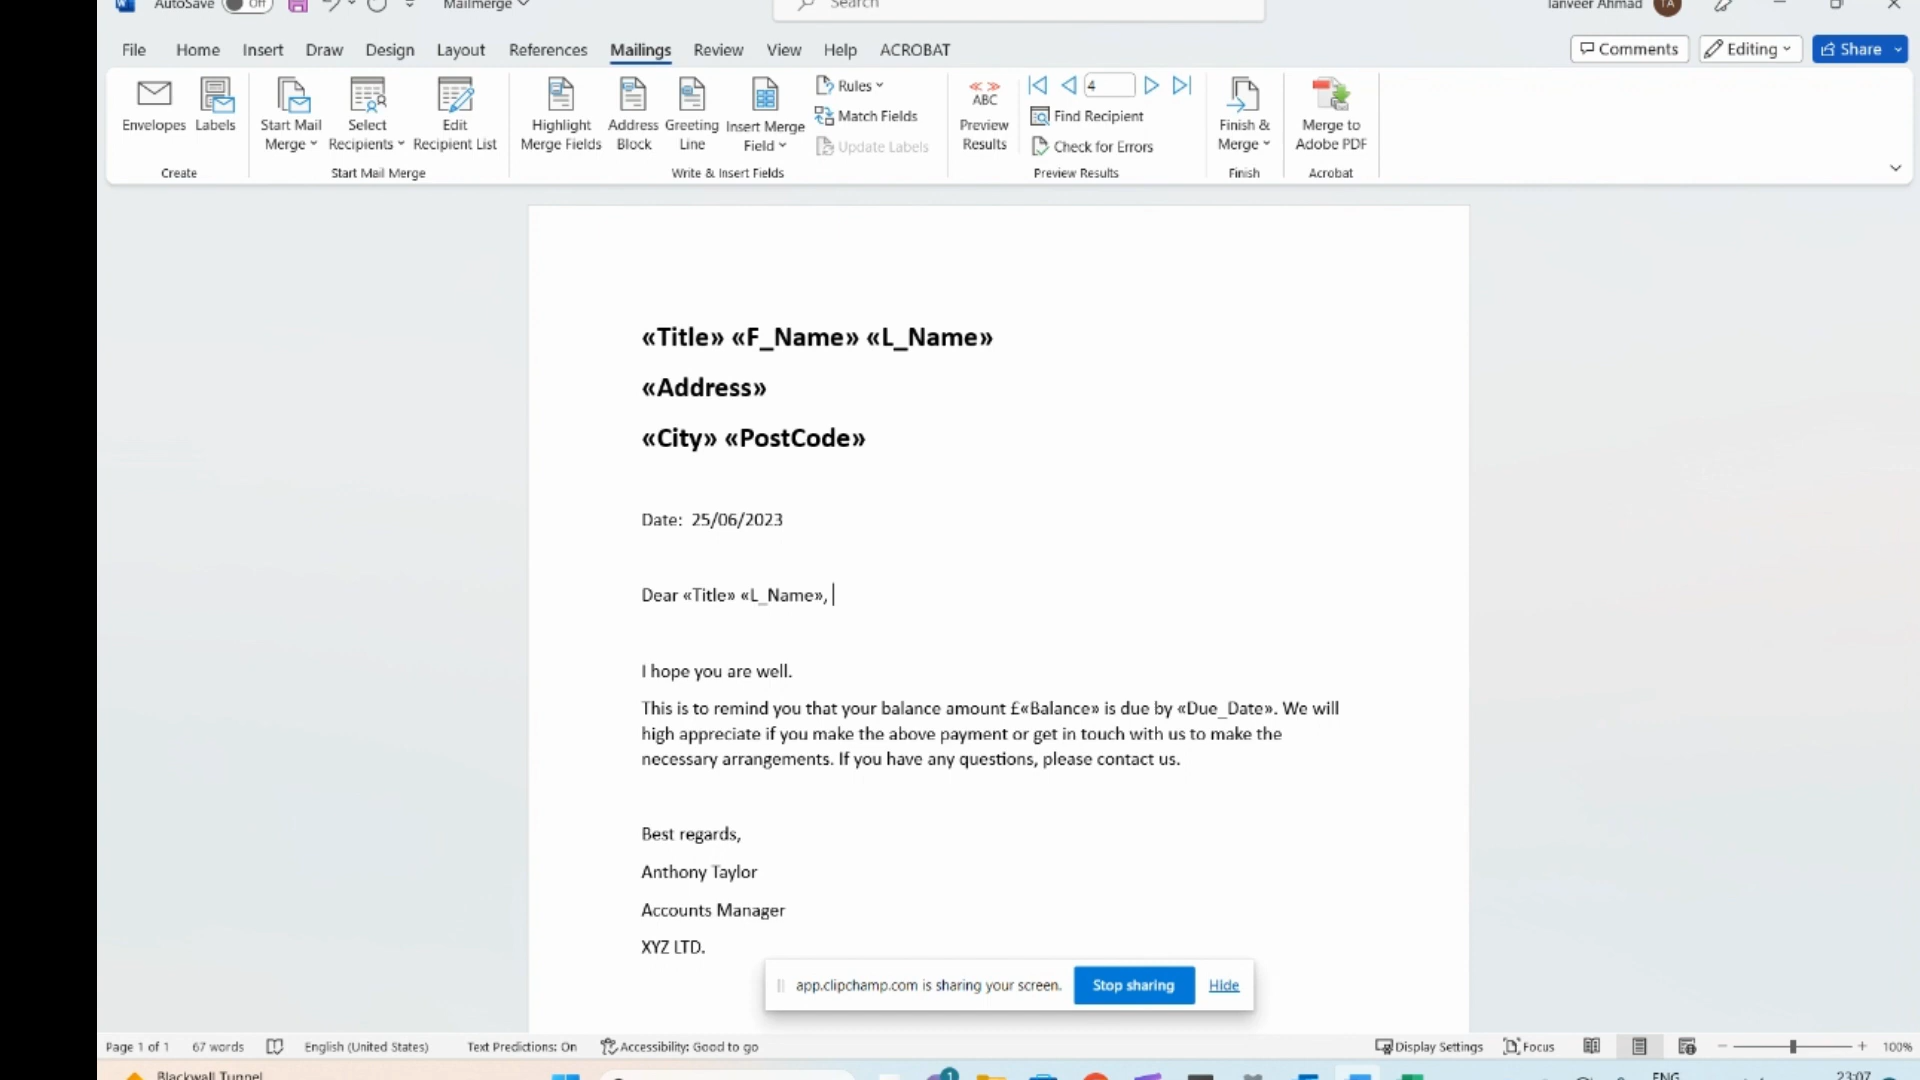 AutoSave Off Mailmerge Search Tanveer Ahmad TA
File Home Insert Draw Design Layout References Mailings Review View Help ACROBAT Comments Editing Share
Envelopes Labels Start Mail Merge Select Recipients Edit Recipient List Highlight Merge Fields Address Block Greeting Line Insert Merge Field Rules Match Fields Update Labels ABC Preview Results 4 Find Recipient Check for Errors Finish & Merge Merge to Adobe PDF
Create Start Mail Merge Write & Insert Fields Preview Results Finish Acrobat
«Title» «F_Name» «L_Name»
«Address»
«City» «PostCode»
Date: 25/06/2023
Dear «Title» «L_Name»,
I hope you are well.
This is to remind you that your balance amount £«Balance» is due by «Due_Date». We will
high appreciate if you make the above payment or get in touch with us to make the
necessary arrangements. If you have any questions, please contact us.
Best regards,
Anthony Taylor
Accounts Manager
XYZ LTD.
app.clipchamp.com is sharing your screen. Stop sharing Hide
Page 1 of 1 67 words English (United States) Text Predictions: On Accessibility: Good to go Display Settings Focus 100%
Blackwall Tunnel 1 ENG 23:07